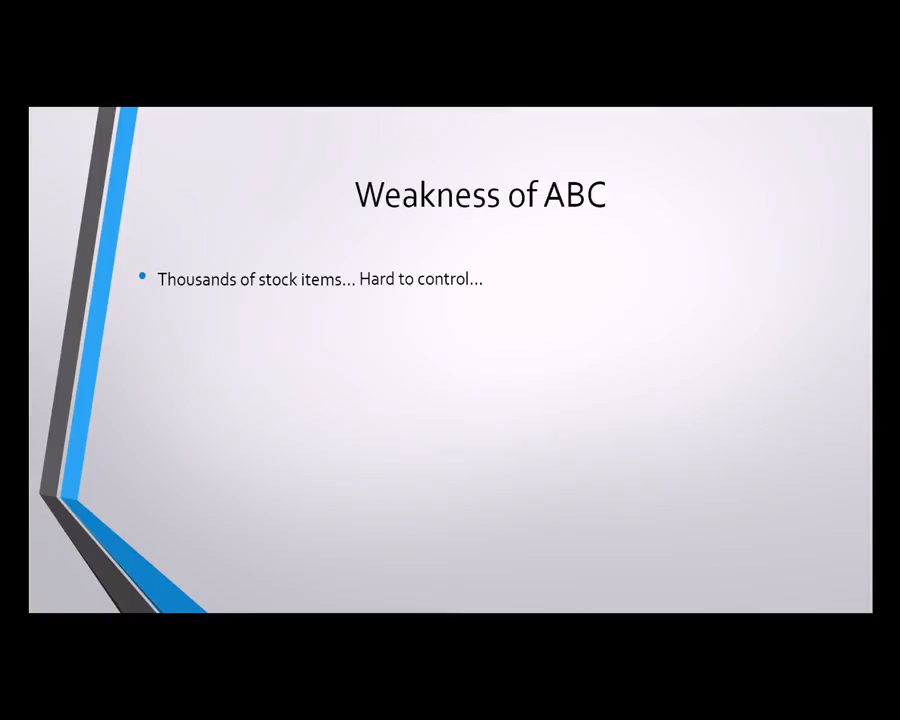 Weakness of ABC
Thousands of stock items... Hard to control...